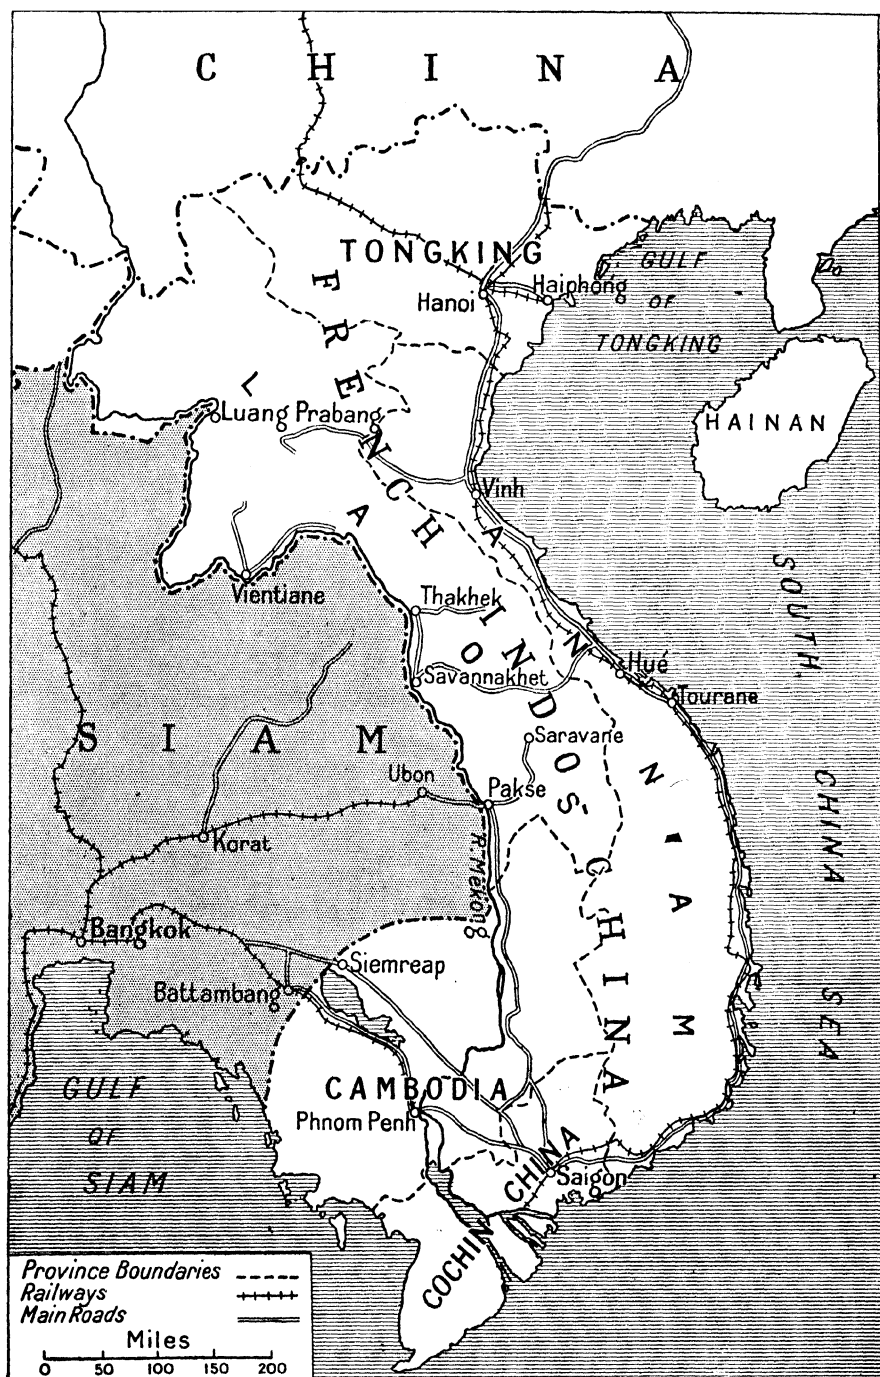 CHINA
TONGKING
FRENCH INDO CHINA
GULF
OF
TONGKING
Haiphong
Hanoi
LAOS
Luang Prabang
HAINAN
Vinh
ANNAM
Vientiane
Thakhek
SOUTH
CHINA
SEA
Hué
Savannakhet
Tourane
SIAM
Saravane
Ubon
Pakse
Korat
R. Mekong
Bangkok
Siemreap
Battambang
GULF
OF
SIAM
CAMBODIA
Phnom Penh
COCHIN CHINA
Saigon
Province Boundaries
Railways
Main Roads
Miles
0 50 100 150 200